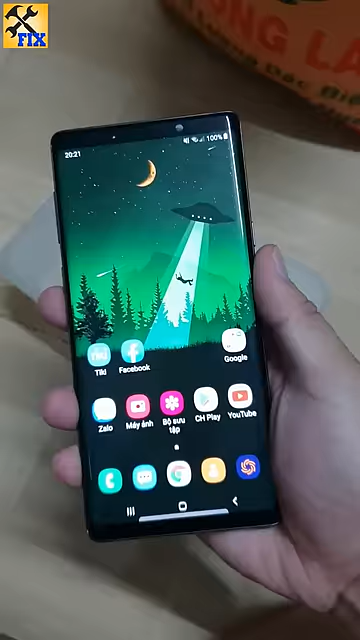 FIX
ONG LA
20:21
100%
Tiki
Facebook
Google
Zalo
Máy ảnh
Bộ sưu tập
CH Play
YouTube